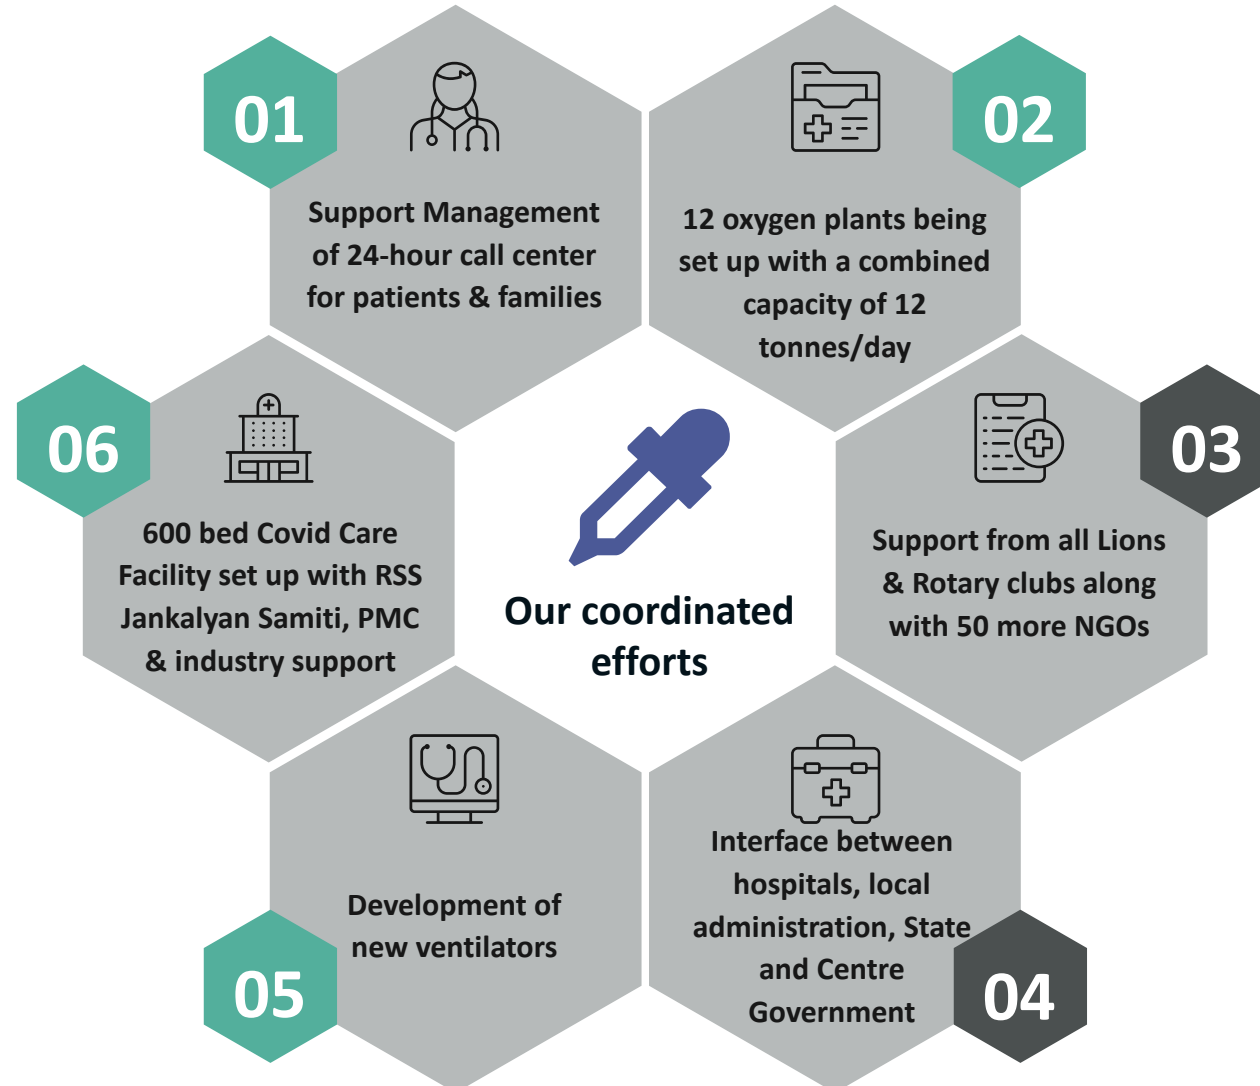 01
Support Management
of 24-hour call center
for patients & families
02
12 oxygen plants being
set up with a combined
capacity of 12
tonnes/day
03
Support from all Lions
& Rotary clubs along
with 50 more NGOs
04
Interface between
hospitals, local
administration, State
and Centre
Government
05
Development of
new ventilators
06
600 bed Covid Care
Facility set up with RSS
Jankalyan Samiti, PMC
& industry support
Our coordinated
efforts